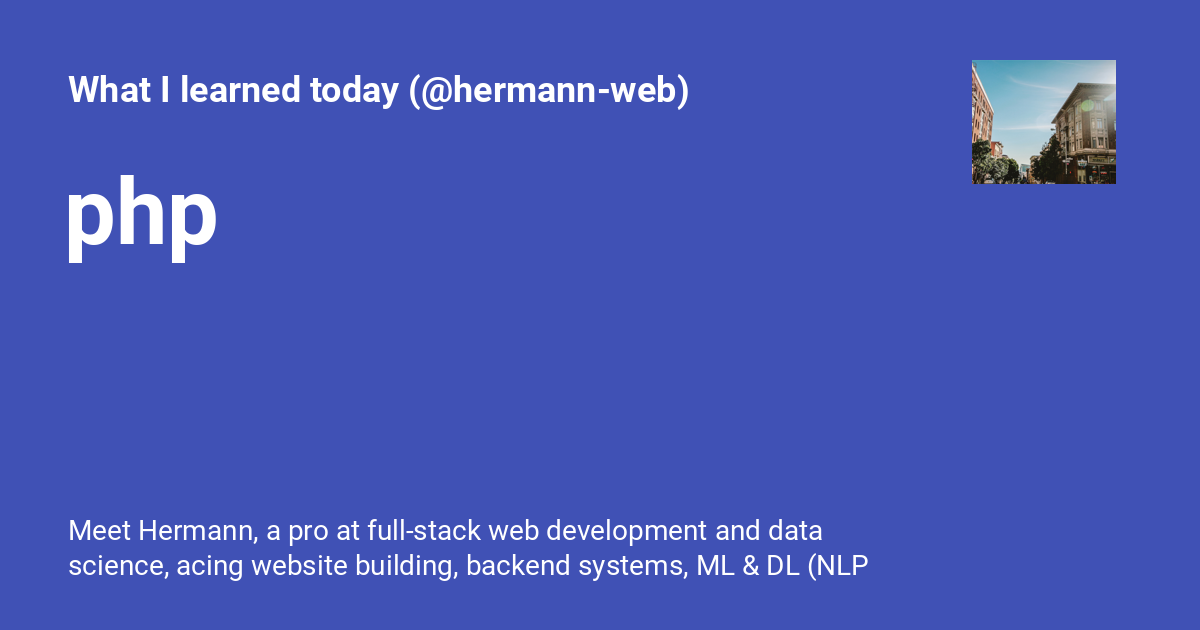 What I learned today (@hermann-web)
php
Meet Hermann, a pro at full-stack web development and data
science, acing website building, backend systems, ML & DL (NLP